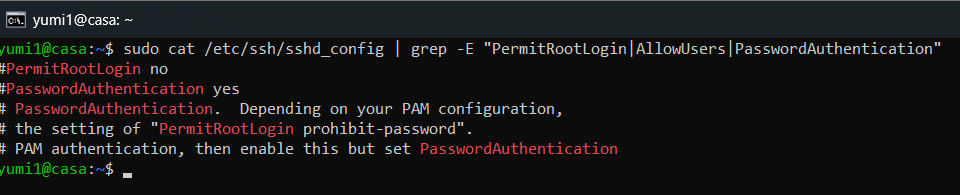 yumi1@casa: ~
yumi1@casa:~$ sudo cat /etc/ssh/sshd_config | grep -E "PermitRootLogin|AllowUsers|PasswordAuthentication"
#PermitRootLogin no
#PasswordAuthentication yes
# PasswordAuthentication.  Depending on your PAM configuration,
# the setting of "PermitRootLogin prohibit-password".
# PAM authentication, then enable this but set PasswordAuthentication
yumi1@casa:~$